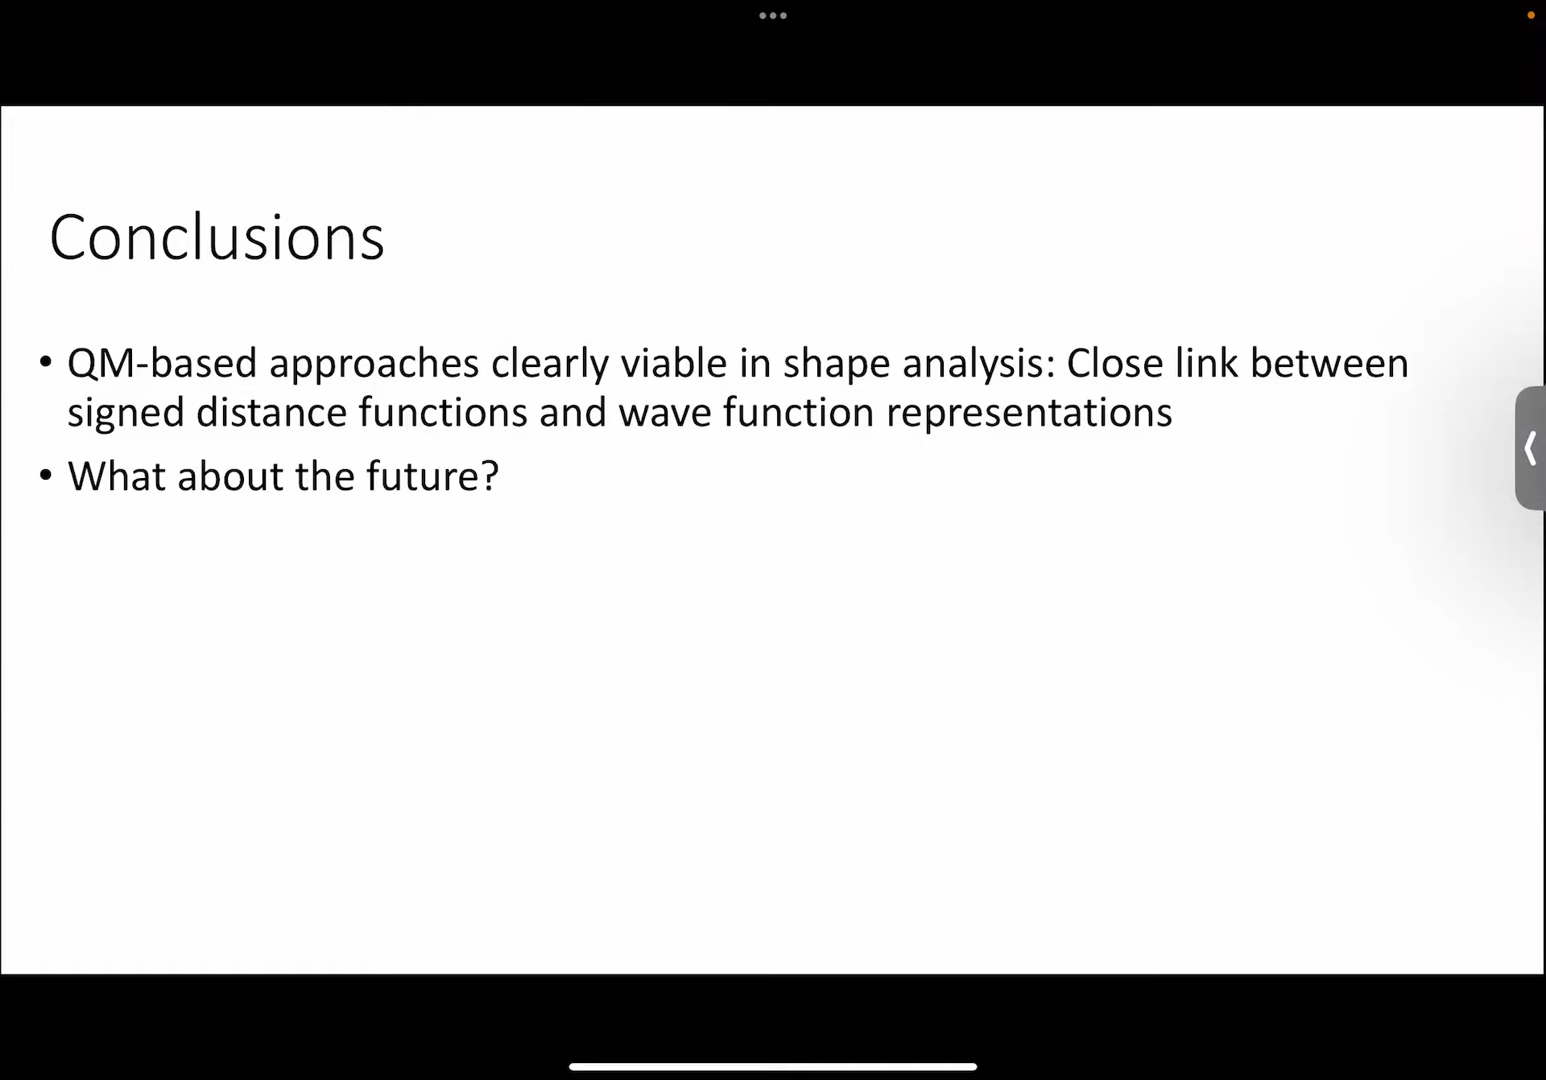 Conclusions
• QM-based approaches clearly viable in shape analysis: Close link between
signed distance functions and wave function representations
• What about the future?